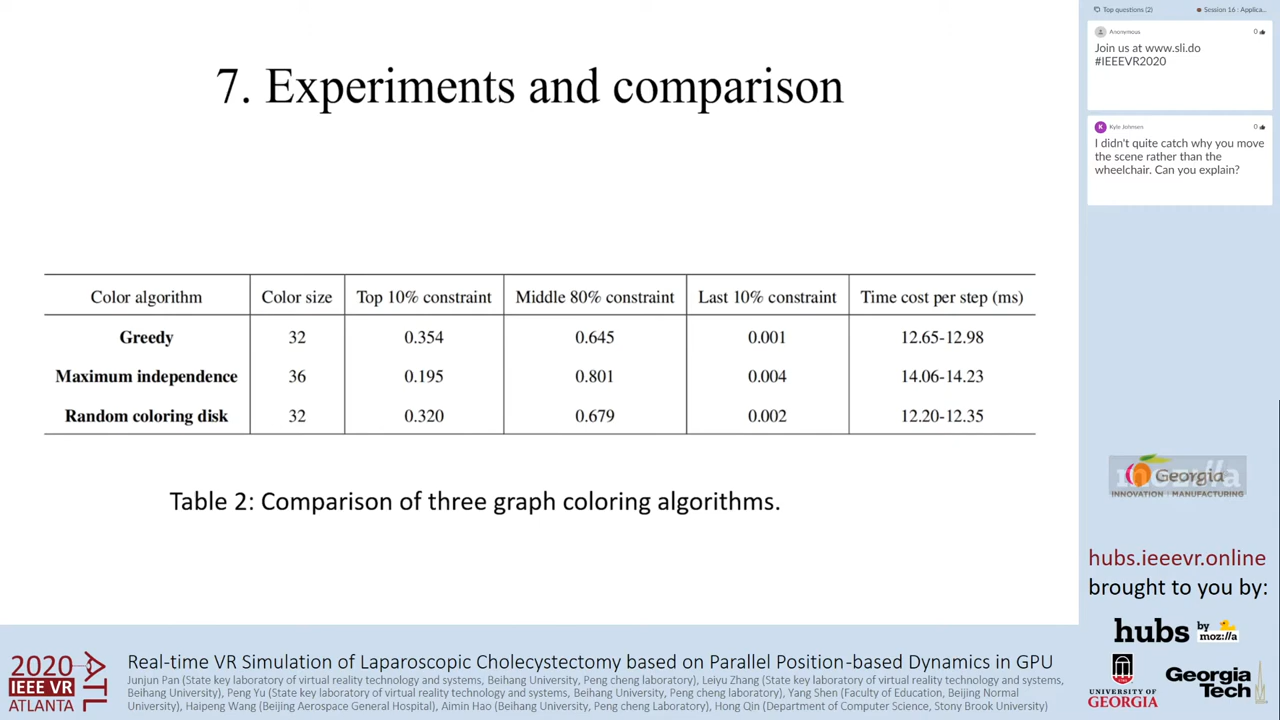 7. Experiments and comparison
Color algorithm Color size Top 10% constraint Middle 80% constraint Last 10% constraint Time cost per step (ms)
Greedy 32 0.354 0.645 0.001 12.65-12.98
Maximum independence 36 0.195 0.801 0.004 14.06-14.23
Random coloring disk 32 0.320 0.679 0.002 12.20-12.35
Table 2: Comparison of three graph coloring algorithms.
Top questions (2) Session 16 : Applica...
Anonymous 0
Join us at www.sli.do
#IEEEVR2020
K Kyle Johnsen 0
I didn't quite catch why you move
the scene rather than the
wheelchair. Can you explain?
moz://a
Georgia
INNOVATION MANUFACTURING
hubs.ieeevr.online
brought to you by:
hubs by moz://a
UNIVERSITY OF
GEORGIA
Georgia
Tech
2020
IEEE VR
ATLANTA
ATL
Real-time VR Simulation of Laparoscopic Cholecystectomy based on Parallel Position-based Dynamics in GPU
Junjun Pan (State key laboratory of virtual reality technology and systems, Beihang University, Peng cheng laboratory), Leiyu Zhang (State key laboratory of virtual reality technology and systems,
Beihang University), Peng Yu (State key laboratory of virtual reality technology and systems, Beihang University, Peng cheng laboratory), Yang Shen (Faculty of Education, Beijing Normal
University), Haipeng Wang (Beijing Aerospace General Hospital), Aimin Hao (Beihang University, Peng cheng Laboratory), Hong Qin (Department of Computer Science, Stony Brook University)